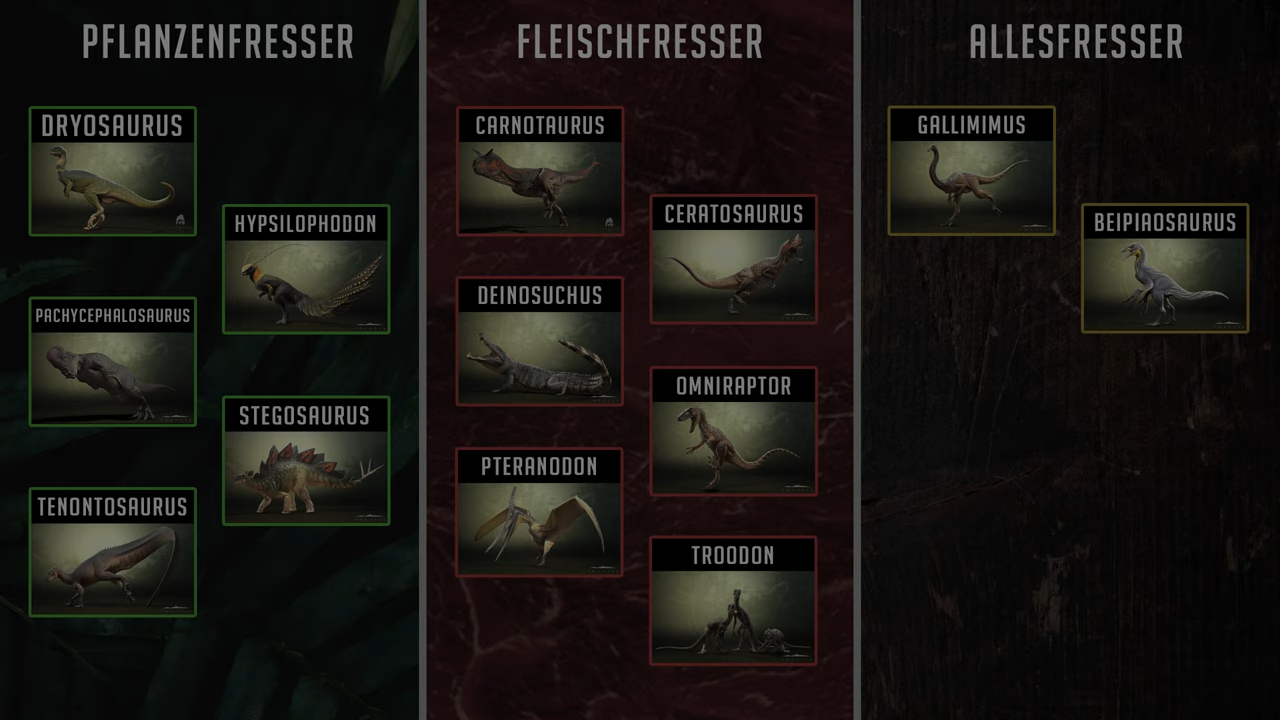 PFLANZENFRESSER
DRYOSAURUS
HYPSILOPHODON
PACHYCEPHALOSAURUS
STEGOSAURUS
TENONTOSAURUS
FLEISCHFRESSER
CARNOTAURUS
CERATOSAURUS
DEINOSUCHUS
OMNIRAPTOR
PTERANODON
TROODON
ALLESFRESSER
GALLIMIMUS
BEIPIAOSAURUS